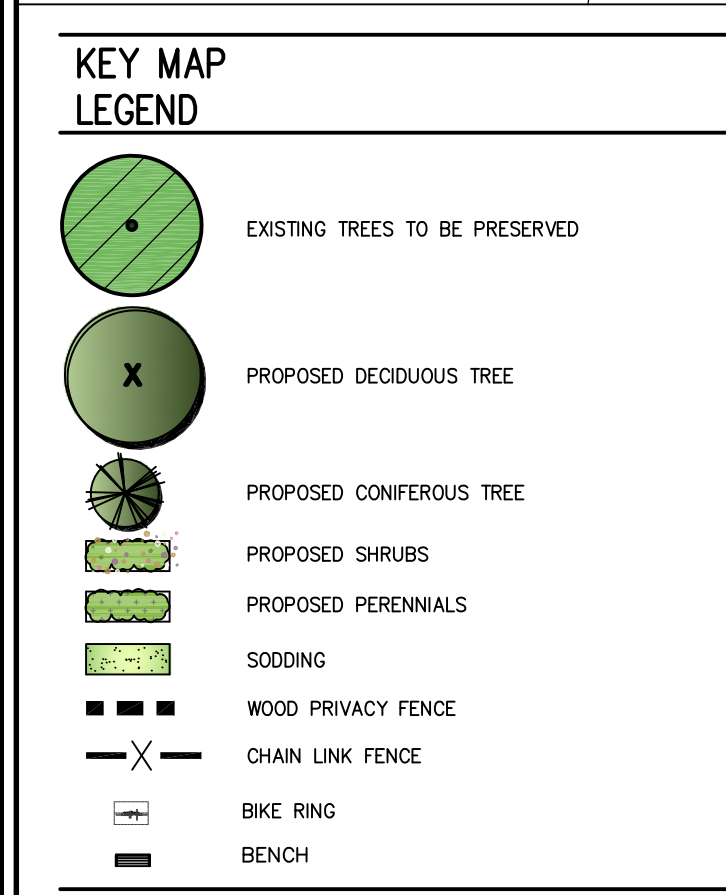 KEY MAP
LEGEND
EXISTING TREES TO BE PRESERVED
X
PROPOSED DECIDUOUS TREE
PROPOSED CONIFEROUS TREE
PROPOSED SHRUBS
PROPOSED PERENNIALS
SODDING
WOOD PRIVACY FENCE
CHAIN LINK FENCE
BIKE RING
BENCH